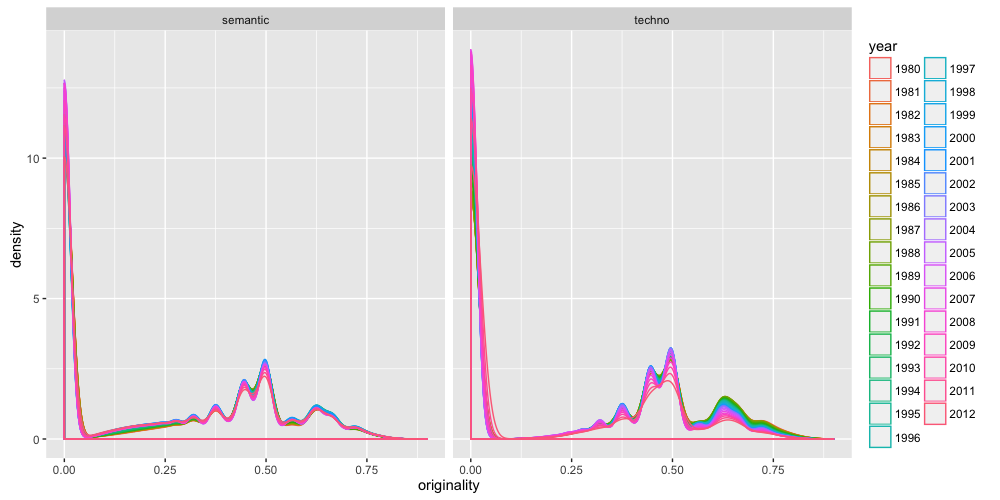 semantic
techno
density
10
5
0
0.00 0.25 0.50 0.75
0.00 0.25 0.50 0.75
originality
year
1980 1997
1981 1998
1982 1999
1983 2000
1984 2001
1985 2002
1986 2003
1987 2004
1988 2005
1989 2006
1990 2007
1991 2008
1992 2009
1993 2010
1994 2011
1995 2012
1996